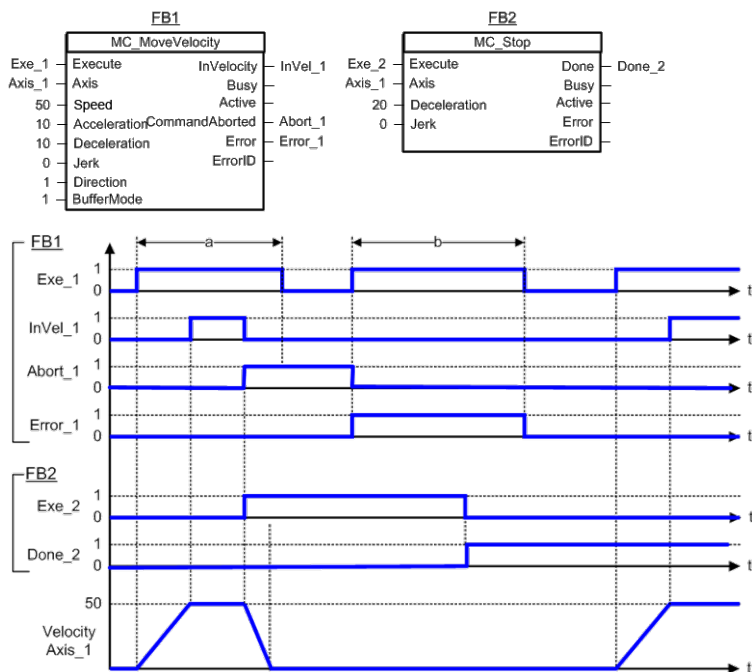 FB1
MC_MoveVelocity
Exe_1 Execute InVelocity InVel_1
Axis_1 Axis Busy
50 Speed Active
10 Acceleration CommandAborted Abort_1
10 Deceleration Error Error_1
0 Jerk ErrorID
1 Direction
1 BufferMode
FB2
MC_Stop
Exe_2 Execute Done Done_2
Axis_1 Axis Busy
20 Deceleration Active
0 Jerk Error
ErrorID
FB1
a
b
Exe_1
1
0
t
InVel_1
1
0
t
Abort_1
1
0
t
Error_1
1
0
t
FB2
Exe_2
1
0
t
Done_2
1
0
t
50
Velocity
Axis_1
t